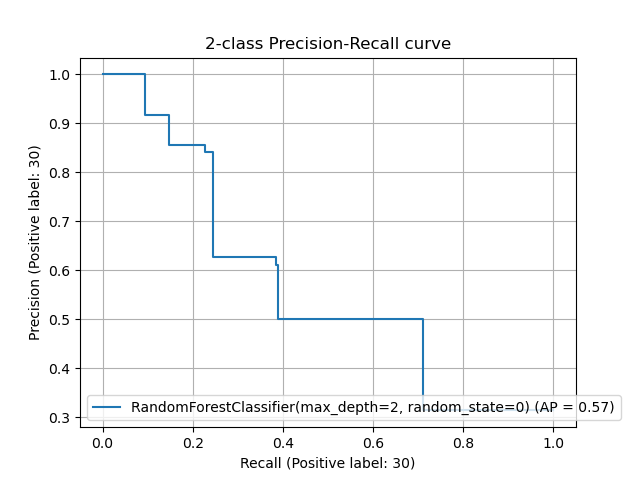 2-class Precision-Recall curve
1.0
0.9
0.8
0.7
0.6
0.5
0.4
0.3
Precision (Positive label: 30)
RandomForestClassifier(max_depth=2, random_state=0) (AP = 0.57)
0.0 0.2 0.4 0.6 0.8 1.0
Recall (Positive label: 30)